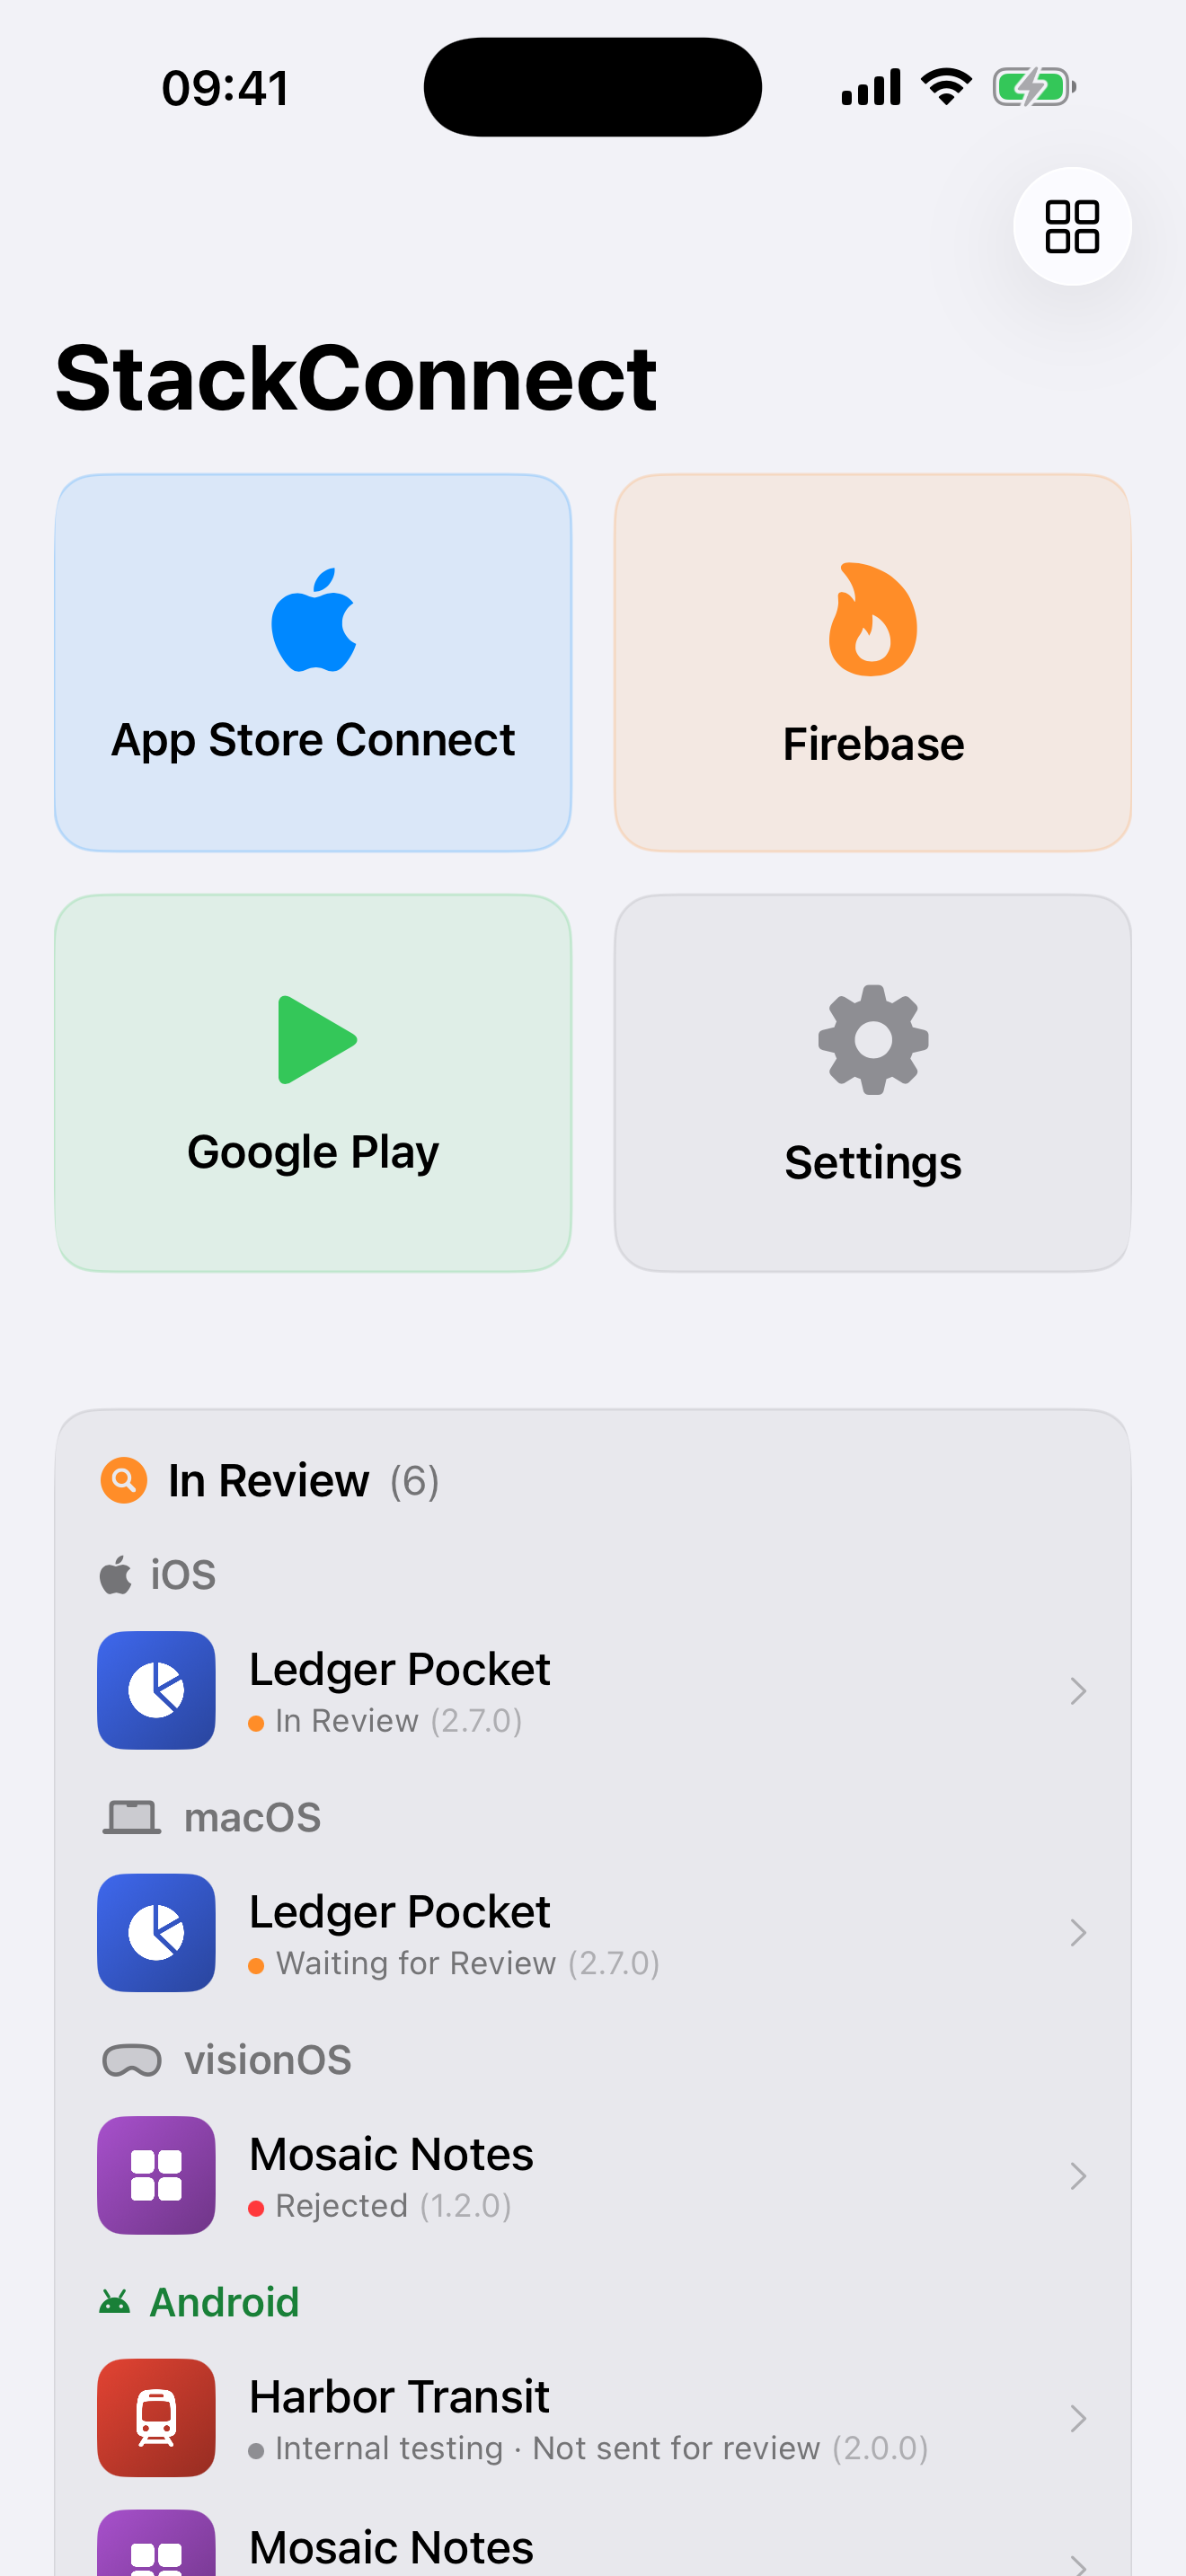 09:41
StackConnect
App Store Connect
Firebase
Google Play
Settings
In Review (6)
iOS
Ledger Pocket
In Review (2.7.0)
macOS
Ledger Pocket
Waiting for Review (2.7.0)
visionOS
Mosaic Notes
Rejected (1.2.0)
Android
Harbor Transit
Internal testing · Not sent for review (2.0.0)
Mosaic Notes